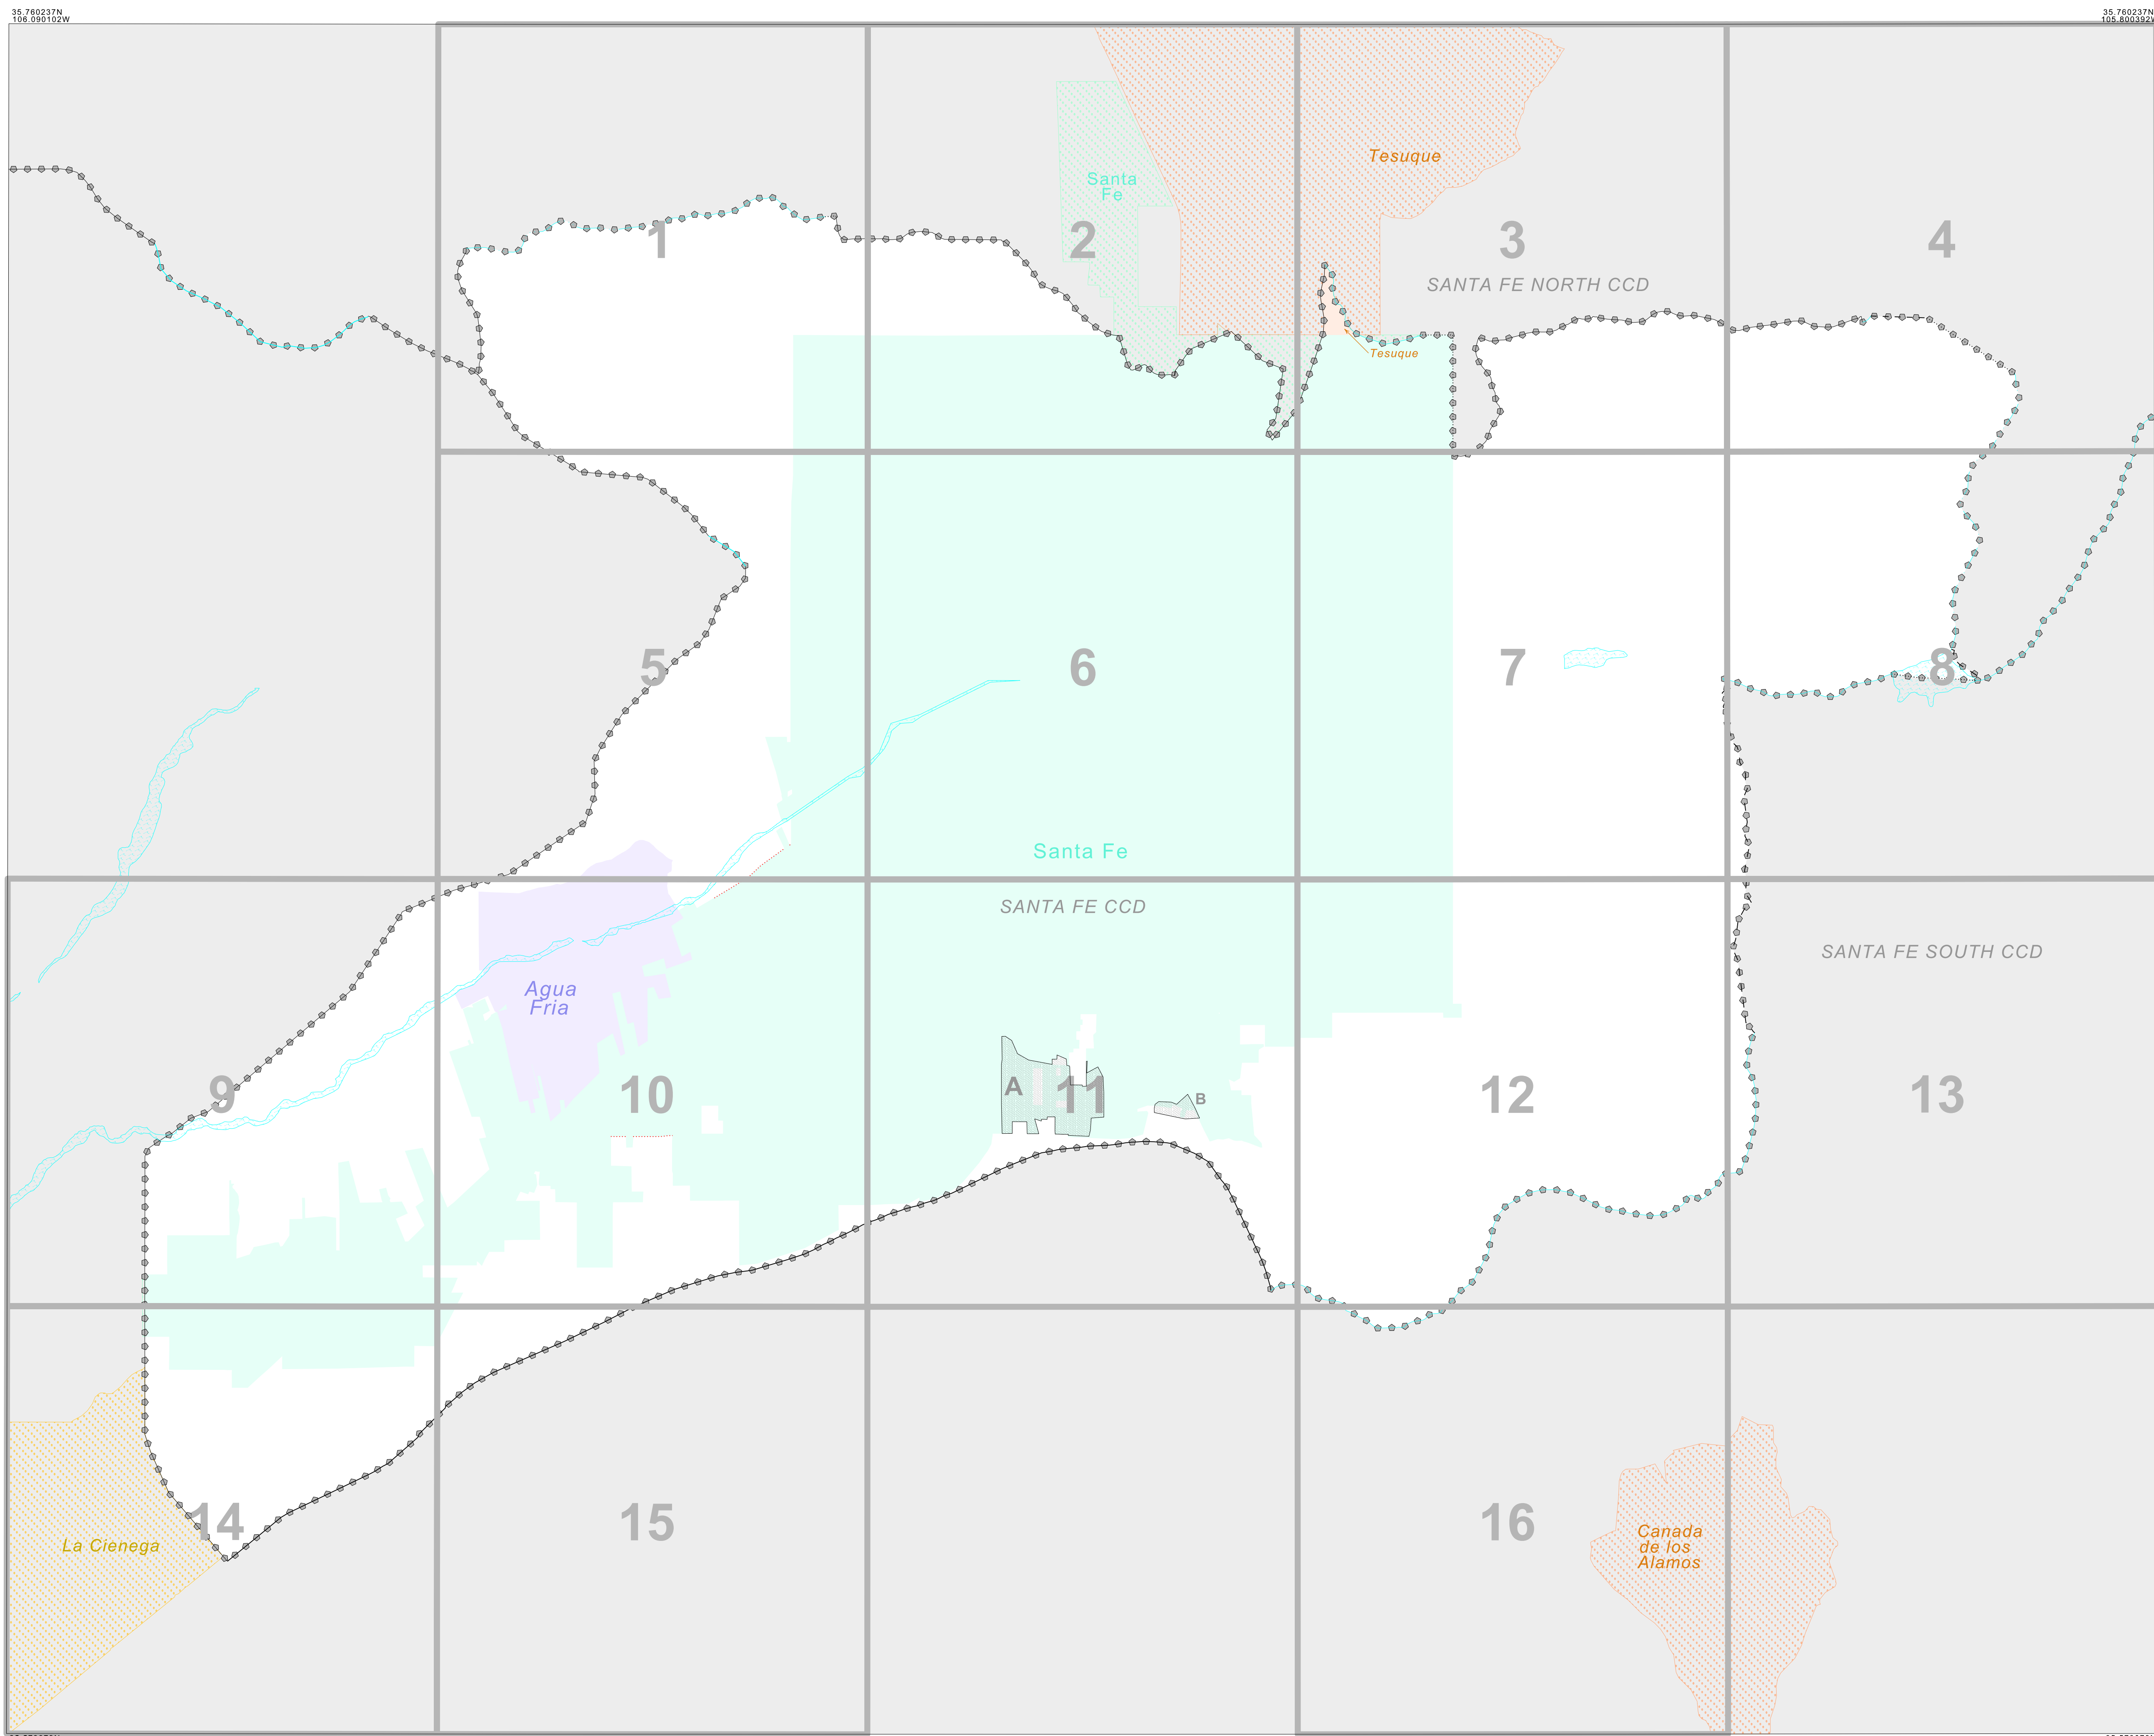 35.760237N
106.090102W
35.760237N
105.800392W
Tesuque
Santa
Fe
1
2
3
4
SANTA FE NORTH CCD
Tesuque
5
6
7
8
Santa Fe
SANTA FE CCD
SANTA FE SOUTH CCD
Agua
Fria
9
10
A
11
B
12
13
14
15
16
La Cienega
Canada
de los
Alamos